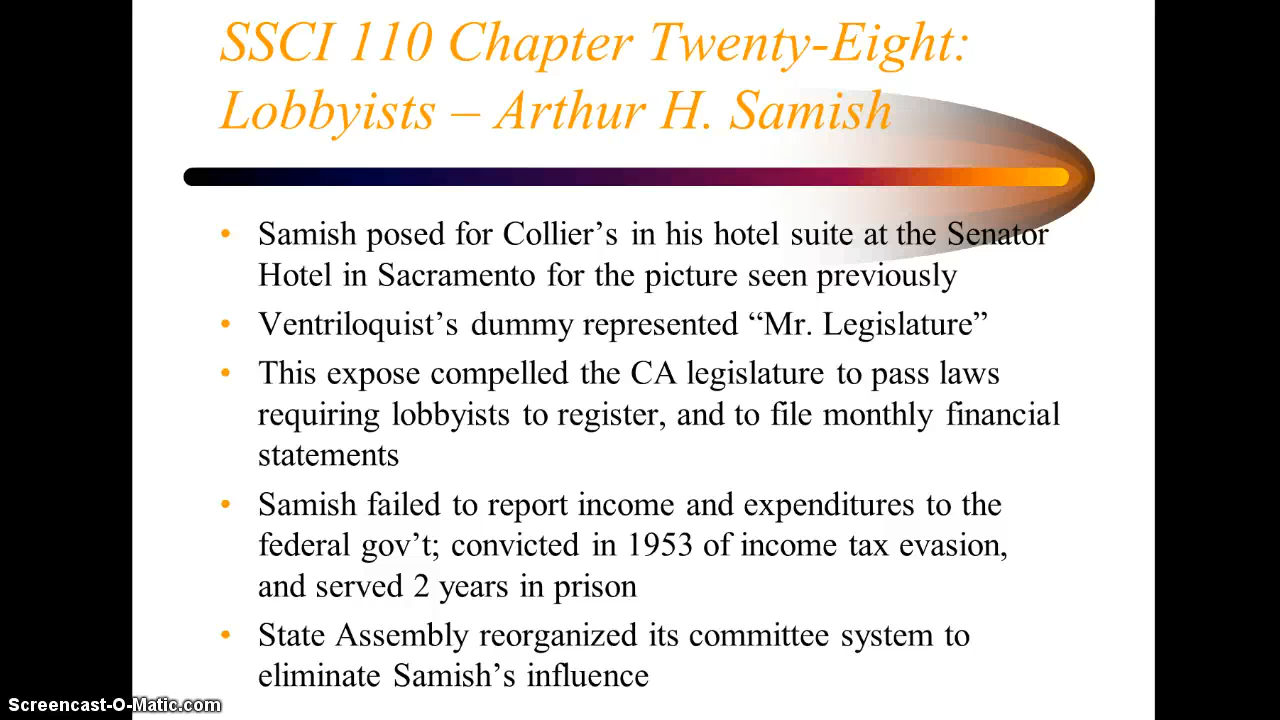 SSCI 110 Chapter Twenty-Eight:
Lobbyists – Arthur H. Samish
• Samish posed for Collier’s in his hotel suite at the Senator
Hotel in Sacramento for the picture seen previously
• Ventriloquist’s dummy represented “Mr. Legislature”
• This expose compelled the CA legislature to pass laws
requiring lobbyists to register, and to file monthly financial
statements
• Samish failed to report income and expenditures to the
federal gov’t; convicted in 1953 of income tax evasion,
and served 2 years in prison
• State Assembly reorganized its committee system to
eliminate Samish’s influence
Screencast-O-Matic.com